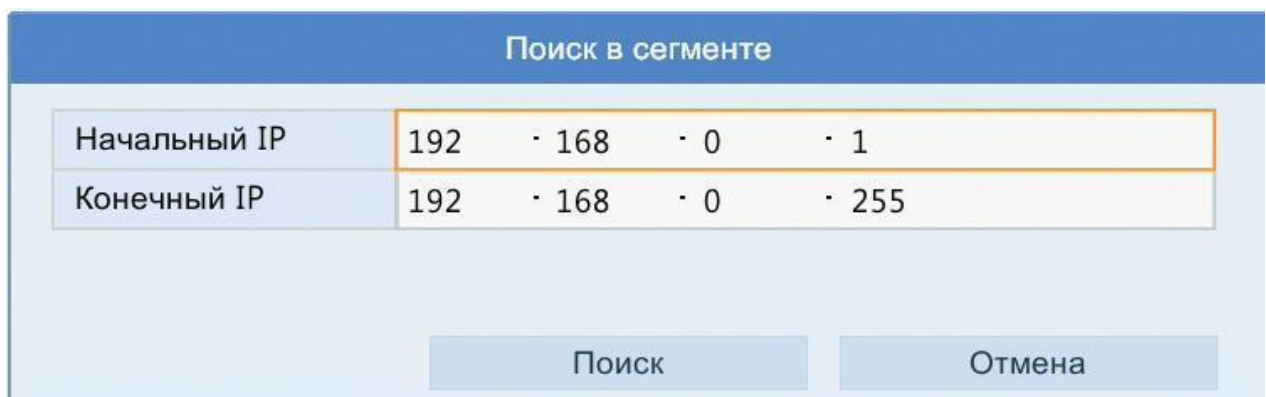 Поиск в сегменте
Начальный IP 192 . 168 . 0 . 1
Конечный IP 192 . 168 . 0 . 255
Поиск Отмена